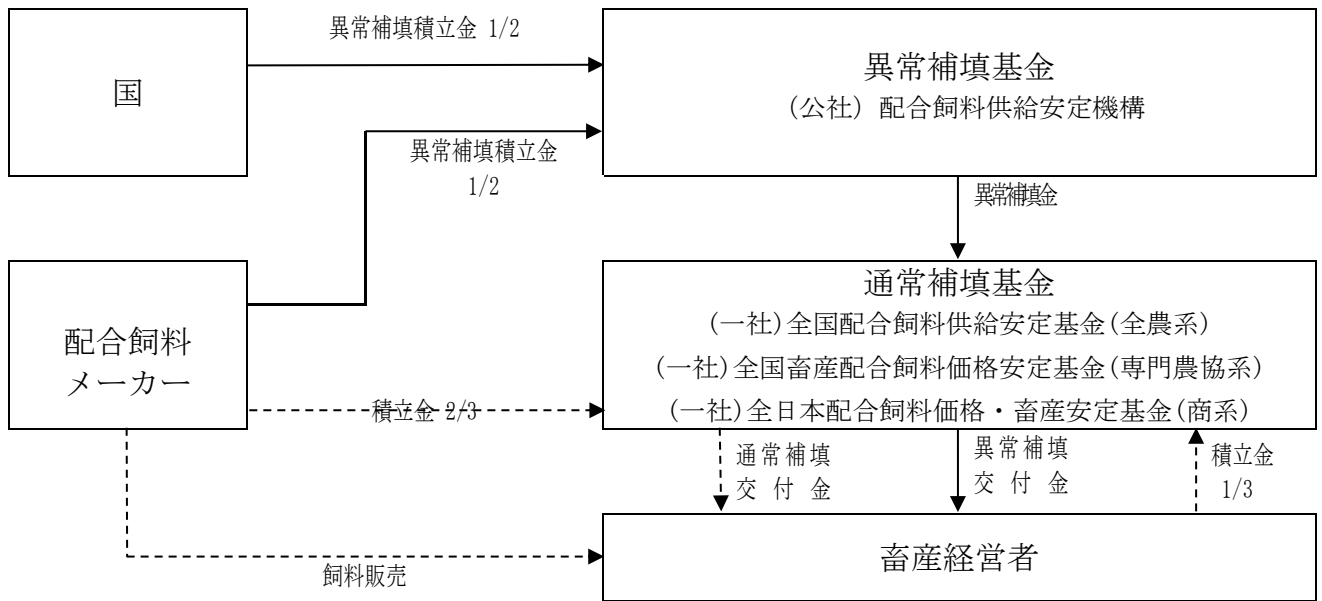 異常補填積立金 1/2
国
異常補填基金
(公社) 配合飼料供給安定機構
異常補填積立金
1/2
異常補填金
配合飼料
メーカー
通常補填基金
(一社)全国配合飼料供給安定基金(全農系)
(一社)全国畜産配合飼料価格安定基金(専門農協系)
(一社)全日本配合飼料価格・畜産安定基金(商系)
積立金 2/3
通常補填
交付金
異常補填
交付金
積立金
1/3
畜産経営者
飼料販売